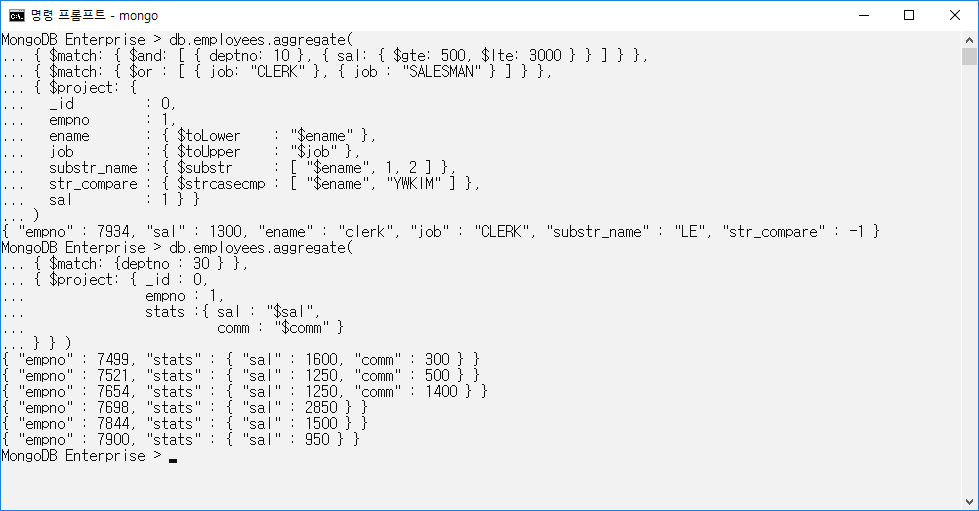 명령 프롬프트 - mongo
MongoDB Enterprise > db.employees.aggregate(
... { $match: { $and: [ { deptno: 10 }, { sal: { $gte: 500, $lte: 3000 } } ] } },
... { $match: { $or : [ { job: "CLERK" }, { job : "SALESMAN" } ] } },
... { $project: {
...   _id         : 0,
...   empno       : 1,
...   ename       : { $toLower    : "$ename" },
...   job         : { $toUpper    : "$job" },
...   substr_name : { $substr     : [ "$ename", 1, 2 ] },
...   str_compare : { $strcasecmp : [ "$ename", "YWKIM" ] },
...   sal         : 1 } }
... )
{ "empno" : 7934, "sal" : 1300, "ename" : "clerk", "job" : "CLERK", "substr_name" : "LE", "str_compare" : -1 }
MongoDB Enterprise > db.employees.aggregate(
... { $match: {deptno : 30 } },
... { $project: { _id : 0,
...               empno : 1,
...               stats :{ sal : "$sal",
...                        comm : "$comm" }
... } } )
{ "empno" : 7499, "stats" : { "sal" : 1600, "comm" : 300 } }
{ "empno" : 7521, "stats" : { "sal" : 1250, "comm" : 500 } }
{ "empno" : 7654, "stats" : { "sal" : 1250, "comm" : 1400 } }
{ "empno" : 7698, "stats" : { "sal" : 2850 } }
{ "empno" : 7844, "stats" : { "sal" : 1500 } }
{ "empno" : 7900, "stats" : { "sal" : 950 } }
MongoDB Enterprise >